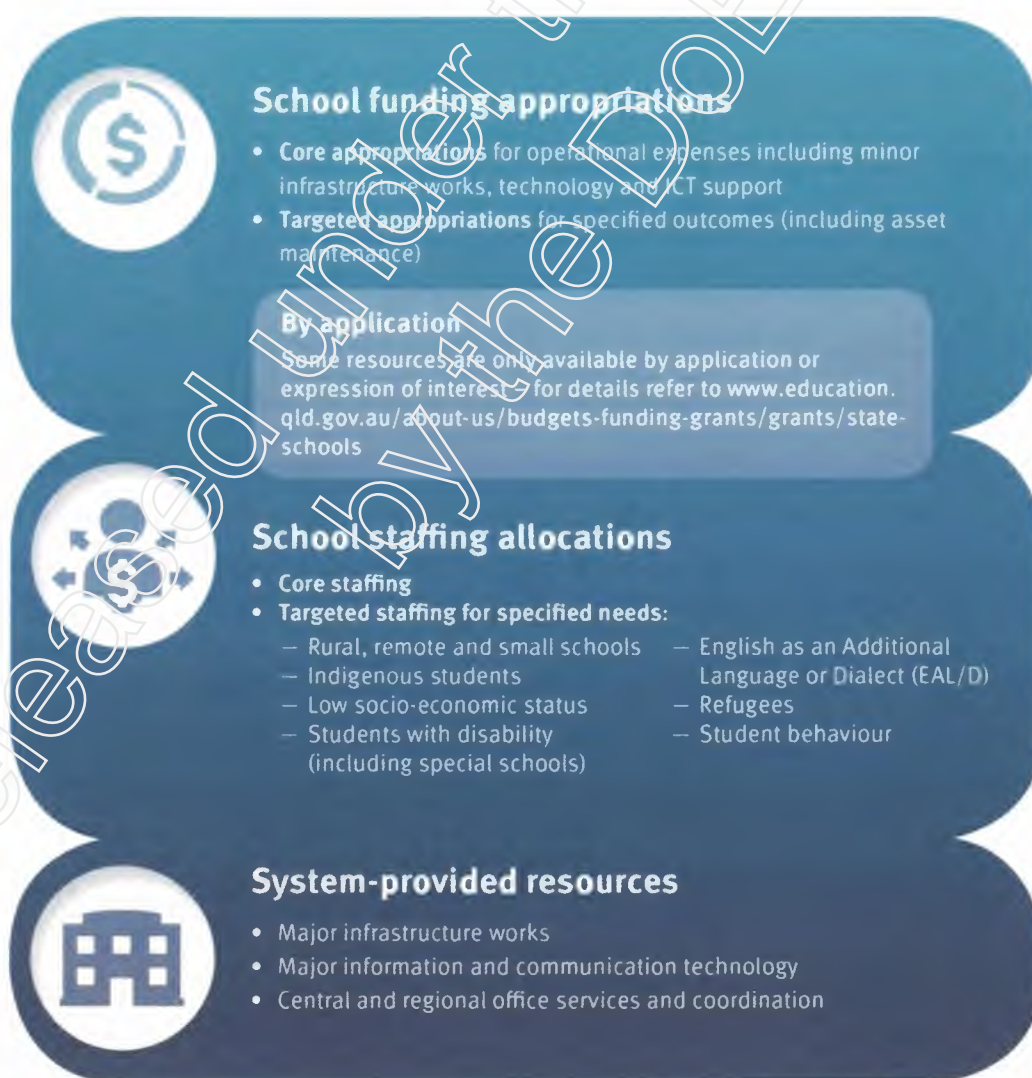 School funding appropriations
• Core appropriations for operational expenses including minor
infrastructure works, technology and ICT support
• Targeted appropriations for specified outcomes (including asset
maintenance)
By application
Some resources are only available by application or
expression of interest – for details refer to www.education.
qld.gov.au/about-us/budgets-funding-grants/grants/state-
schools
School staffing allocations
• Core staffing
• Targeted staffing for specified needs:
— Rural, remote and small schools
— Indigenous students
— Low socio-economic status
— Students with disability
(including special schools)
— English as an Additional
Language or Dialect (EAL/D)
— Refugees
— Student behaviour
System-provided resources
• Major infrastructure works
• Major information and communication technology
• Central and regional office services and coordination
under
by the